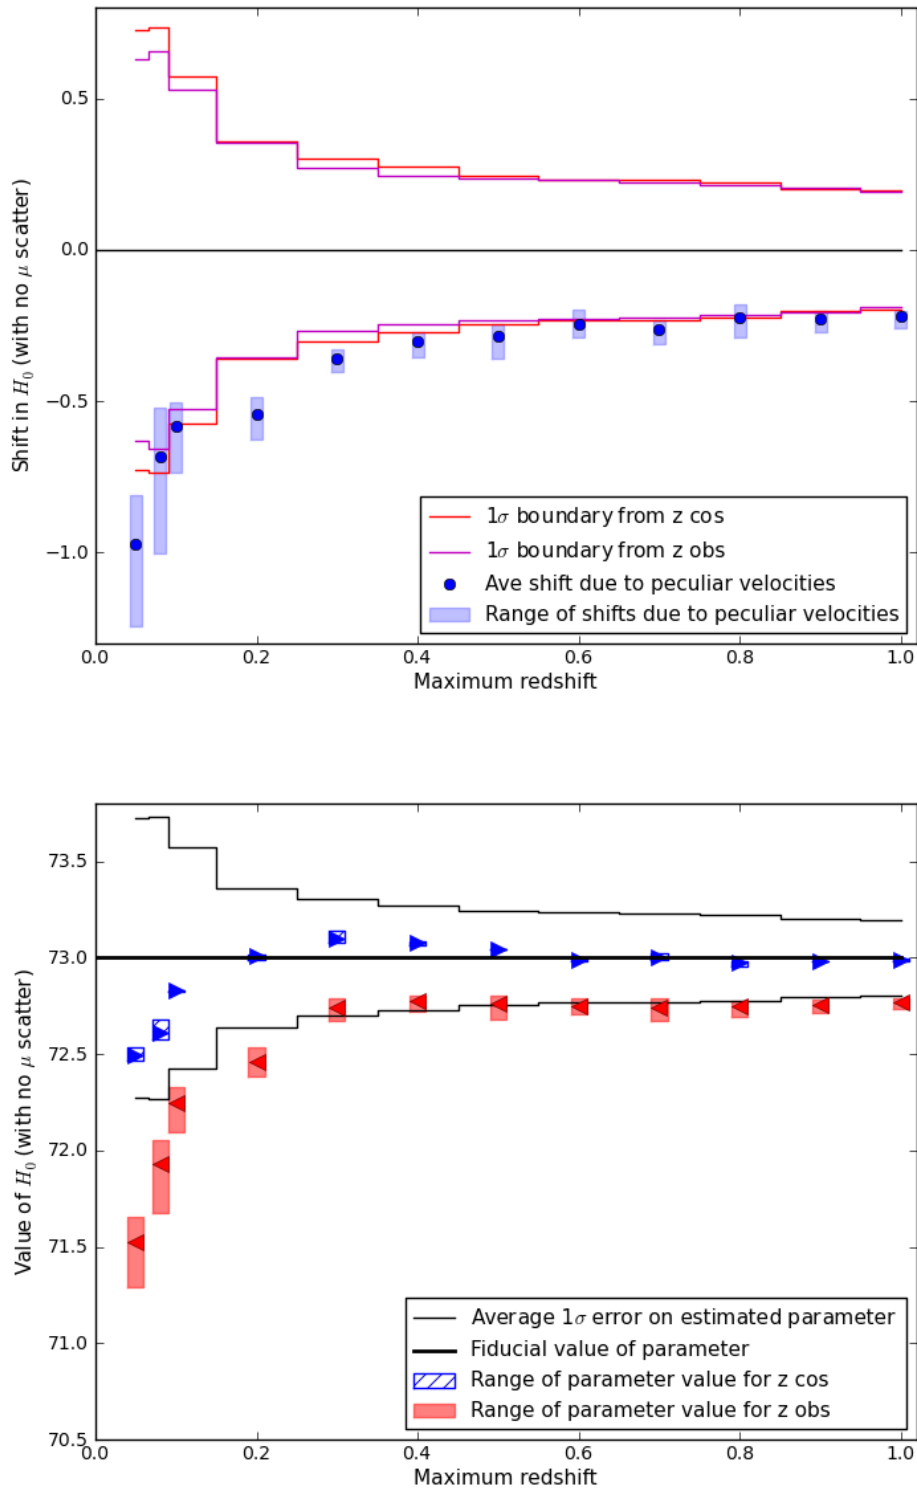 0.5
0.0
−0.5
−1.0
Shift in H₀ (with no μ scatter)
1σ boundary from z cos
1σ boundary from z obs
Ave shift due to peculiar velocities
Range of shifts due to peculiar velocities
0.0 0.2 0.4 0.6 0.8 1.0
Maximum redshift
73.5
73.0
72.5
72.0
71.5
71.0
70.5
Value of H₀ (with no μ scatter)
Average 1σ error on estimated parameter
Fiducial value of parameter
Range of parameter value for z cos
Range of parameter value for z obs
0.0 0.2 0.4 0.6 0.8 1.0
Maximum redshift